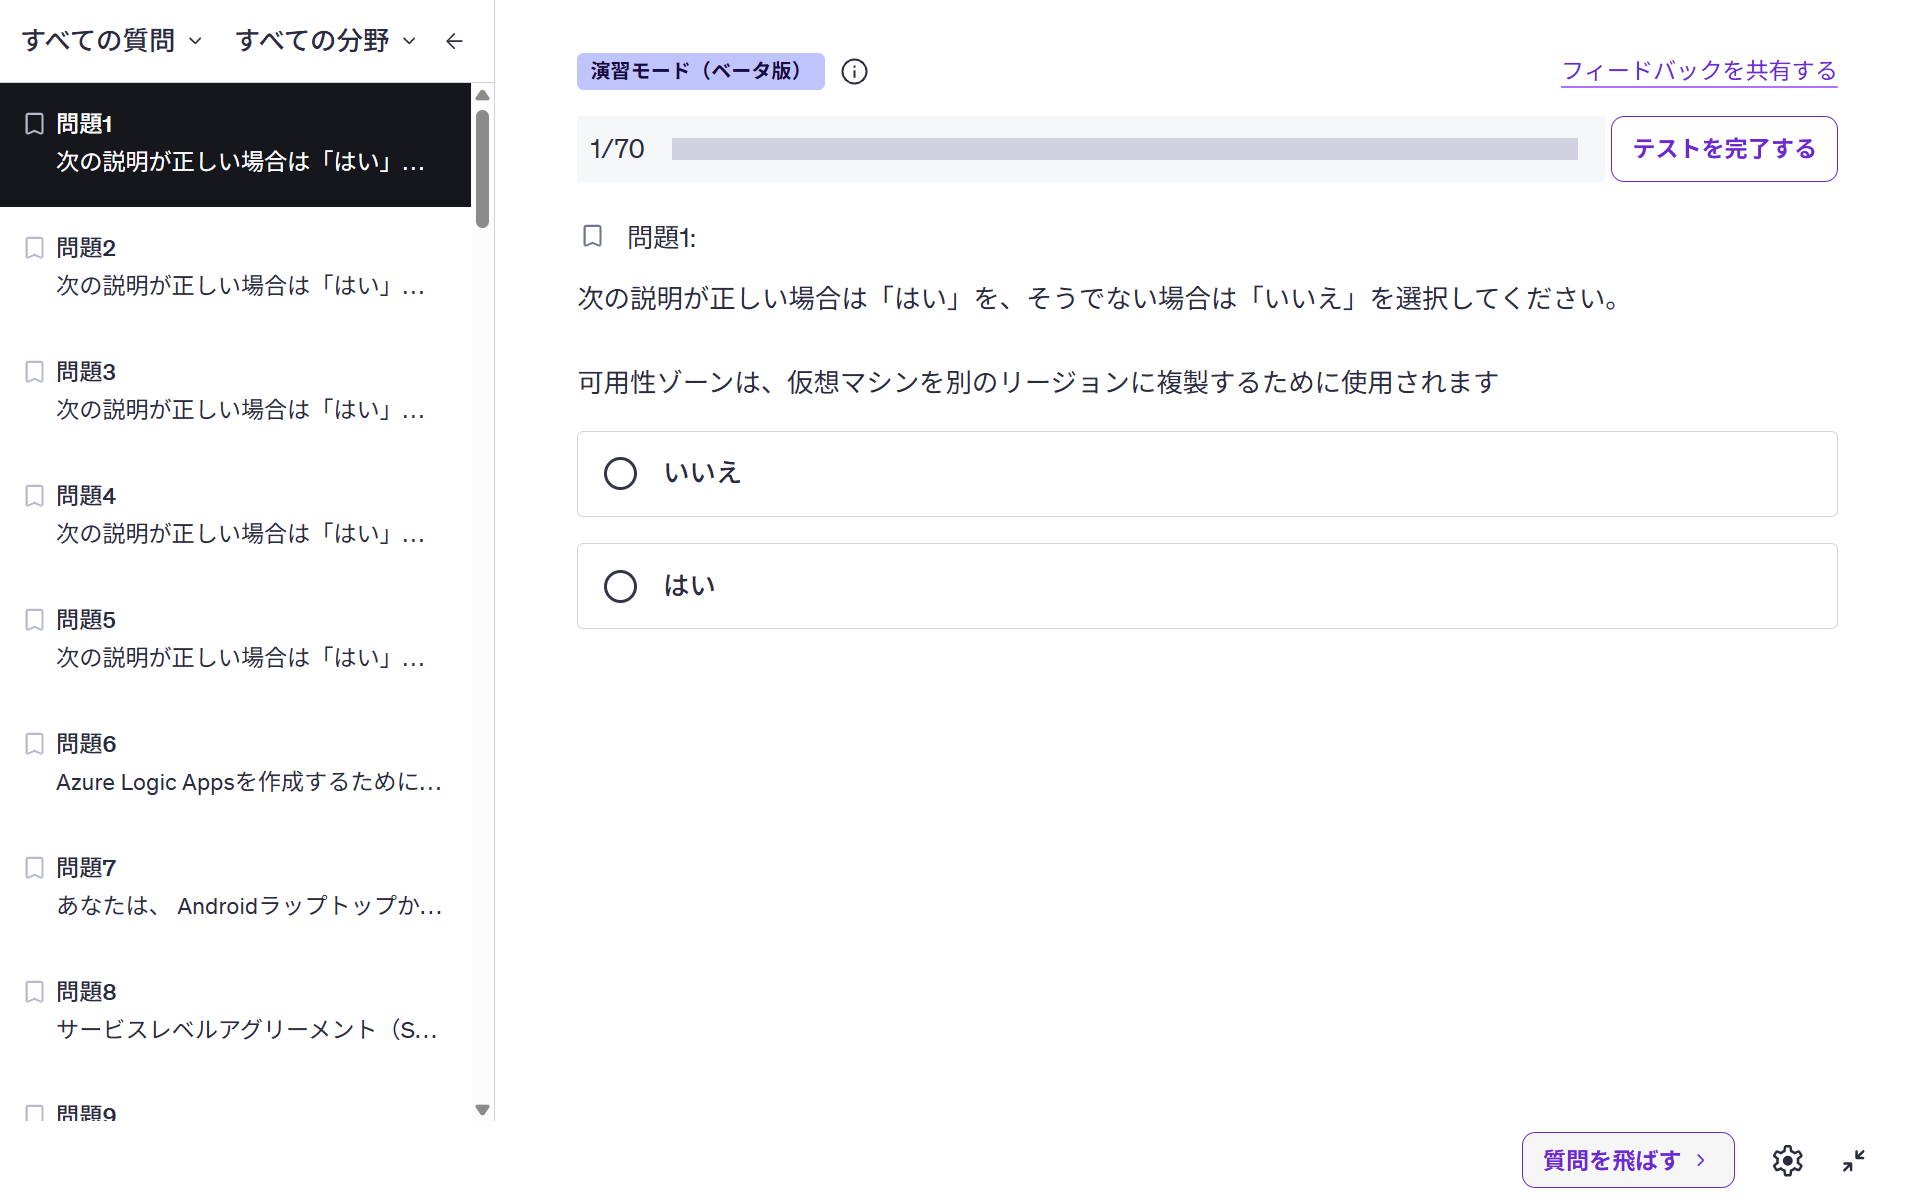 すべての質問 すべての分野
問題1
次の説明が正しい場合は「はい」...
問題2
次の説明が正しい場合は「はい」...
問題3
次の説明が正しい場合は「はい」...
問題4
次の説明が正しい場合は「はい」...
問題5
次の説明が正しい場合は「はい」...
問題6
Azure Logic Appsを作成するために...
問題7
あなたは、 Androidラップトップか...
問題8
サービスレベルアグリーメント（S...
問題9
演習モード（ベータ版）
フィードバックを共有する
1/70
テストを完了する
問題1:
次の説明が正しい場合は「はい」を、そうでない場合は「いいえ」を選択してください。
可用性ゾーンは、仮想マシンを別のリージョンに複製するために使用されます
いいえ
はい
質問を飛ばす